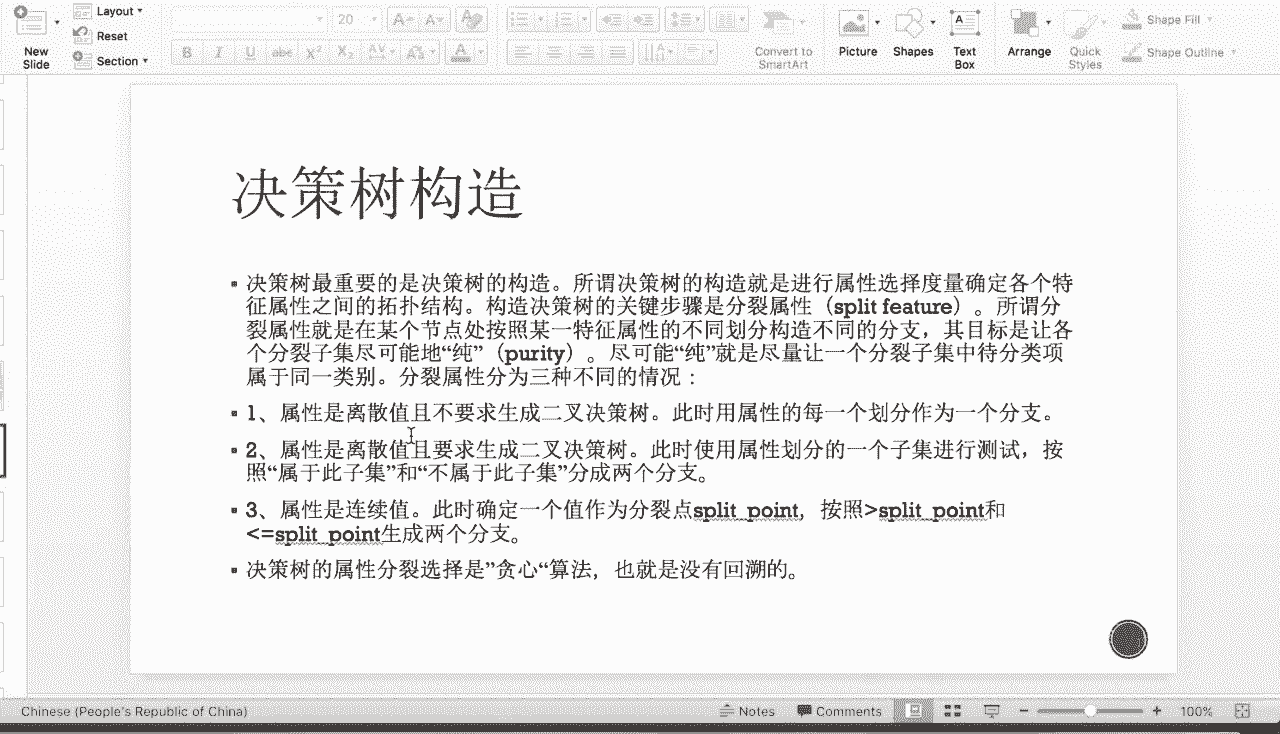 Layout
20
Reset
New
Slide
Section
B I U abc X² X₂ AV Aa A
Convert to
SmartArt
Picture
Shapes
Text
Box
Arrange
Quick
Styles
Shape Fill
Shape Outline
决策树构造
决策树最重要的是决策树的构造。所谓决策树的构造就是进行属性选择度量确定各个特
征属性之间的拓扑结构。构造决策树的关键步骤是分裂属性（split feature）。所谓分
裂属性就是在某个节点处按照某一特征属性的不同划分构造不同的分支，其目标是让各
个分裂子集尽可能地“纯”（purity）。尽可能“纯”就是尽量让一个分裂子集中待分类项
属于同一类别。分裂属性分为三种不同的情况：
1、属性是离散值且不要求生成二叉决策树。此时用属性的每一个划分作为一个分支。
2、属性是离散值且要求生成二叉决策树。此时使用属性划分的一个子集进行测试，按
照“属于此子集”和“不属于此子集”分成两个分支。
3、属性是连续值。此时确定一个值作为分裂点split_point，按照>split_point和
<=split_point生成两个分支。
决策树的属性分裂选择是”贪心“算法，也就是没有回溯的。
Chinese (People's Republic of China)
Notes
Comments
100%